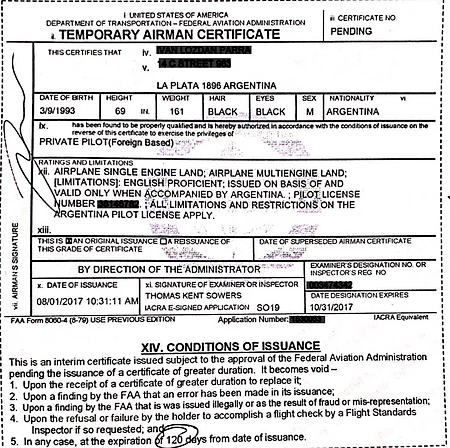 i UNITED STATES OF AMERICA
DEPARTMENT OF TRANSPORTATION - FEDERAL AVIATION ADMINISTRATION
ii. TEMPORARY AIRMAN CERTIFICATE
iii CERTIFICATE NO.
PENDING
THIS CERTIFIES THAT
iv.
v.
LA PLATA 1896 ARGENTINA
DATE OF BIRTH HEIGHT WEIGHT HAIR EYES SEX NATIONALITY vi
3/9/1993 69 IN. 161 BLACK BLACK M ARGENTINA
ix. has been found to be properly qualified and is hereby authorized in accordance with the conditions of issuance on the
reverse of this certificate to exercise the privileges of
PRIVATE PILOT(Foreign Based)
RATINGS AND LIMITATIONS
xii. AIRPLANE SINGLE ENGINE LAND; AIRPLANE MULTIENGINE LAND;
[LIMITATIONS]: ENGLISH PROFICIENT; ISSUED ON BASIS OF AND
VALID ONLY WHEN ACCOMPANIED BY ARGENTINA. ; PILOT LICENSE
NUMBER ; ALL LIMITATIONS AND RESTRICTIONS ON THE
ARGENTINA PILOT LICENSE APPLY.
xiii.
THIS IS AN ORIGINAL ISSUANCE A REISSUANCE OF
THIS GRADE OF CERTIFICATE
DATE OF SUPERSEDED AIRMAN CERTIFICATE
BY DIRECTION OF THE ADMINISTRATOR
EXAMINER'S DESIGNATION NO. OR
INSPECTOR'S REG NO
x. DATE OF ISSUANCE
08/01/2017 10:31:11 AM
xi. SIGNATURE OF EXAMINER OR INSPECTOR
THOMAS KENT SOWERS
IACRA E-SIGNED APPLICATION SO19
DATE DESIGNATION EXPIRES
10/31/2017
vii. AIRMAN'S SIGNATURE
FAA Form 8060-4 (8-79) USE PREVIOUS EDITION Application Number: IACRA Equivalent
XIV. CONDITIONS OF ISSUANCE
This is an interim certificate issued subject to the approval of the Federal Aviation Administration
pending the issuance of a certificate of greater duration. It becomes void –
1. Upon the receipt of a certificate of greater duration to replace it;
2. Upon a finding by the FAA that an error has been made in its issuance;
3. Upon a finding by the FAA that is was issued illegally or as the result of fraud or mis-representation;
4. Upon the refusal or failure by the holder to accomplish a flight check by a Flight Standards
Inspector if so requested; and
5. In any case, at the expiration of 120 days from date of issuance.